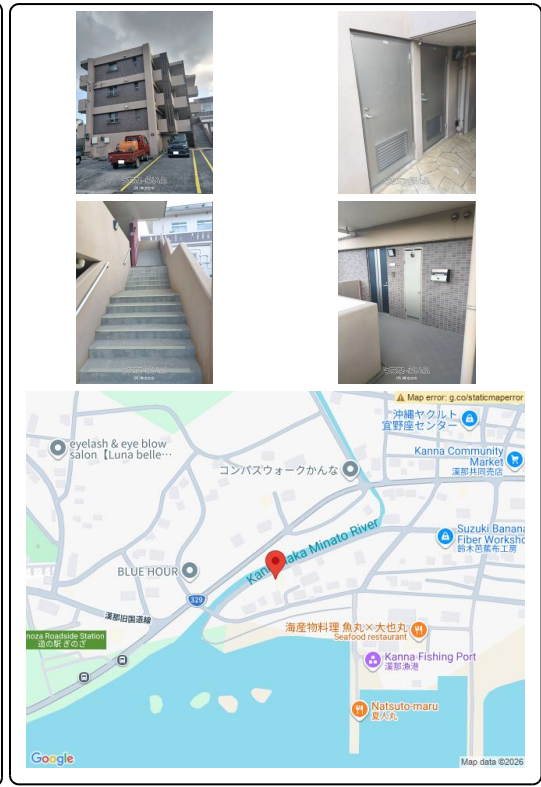 Map error: g.co/staticmaperror
沖縄ヤクルト
宜野座センター
eyelash & eye blow
salon【Luna belle…
Kanna Community
Market
漢那共同売店
コンパスウォークかんな
Suzuki Banana
Fiber Worksho
鈴木芭蕉布工房
Minato River
BLUE HOUR
329
漢那旧国道線
海産物料理 魚丸×大也丸
Seafood restaurant
noza Roadside Station
道の駅 ぎのざ
Kanna Fishing Port
漢那漁港
Natsuto-maru
夏人丸
Google
Map data ©2026